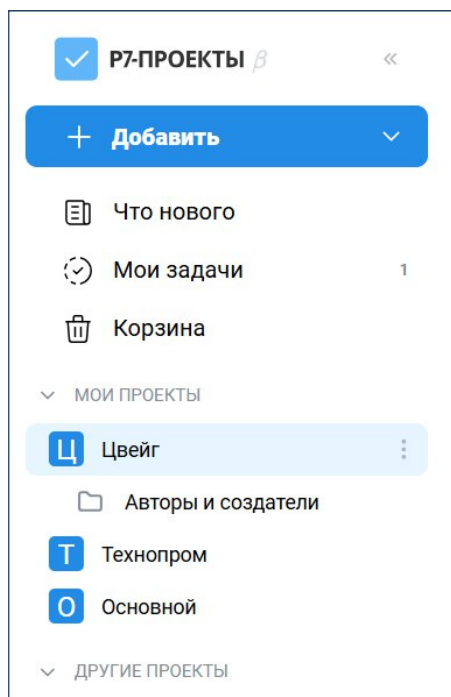 Р7-ПРОЕКТЫ β
Добавить
Что нового
Мои задачи 1
Корзина
МОИ ПРОЕКТЫ
Ц Цвейг
Авторы и создатели
Т Технопром
О Основной
ДРУГИЕ ПРОЕКТЫ